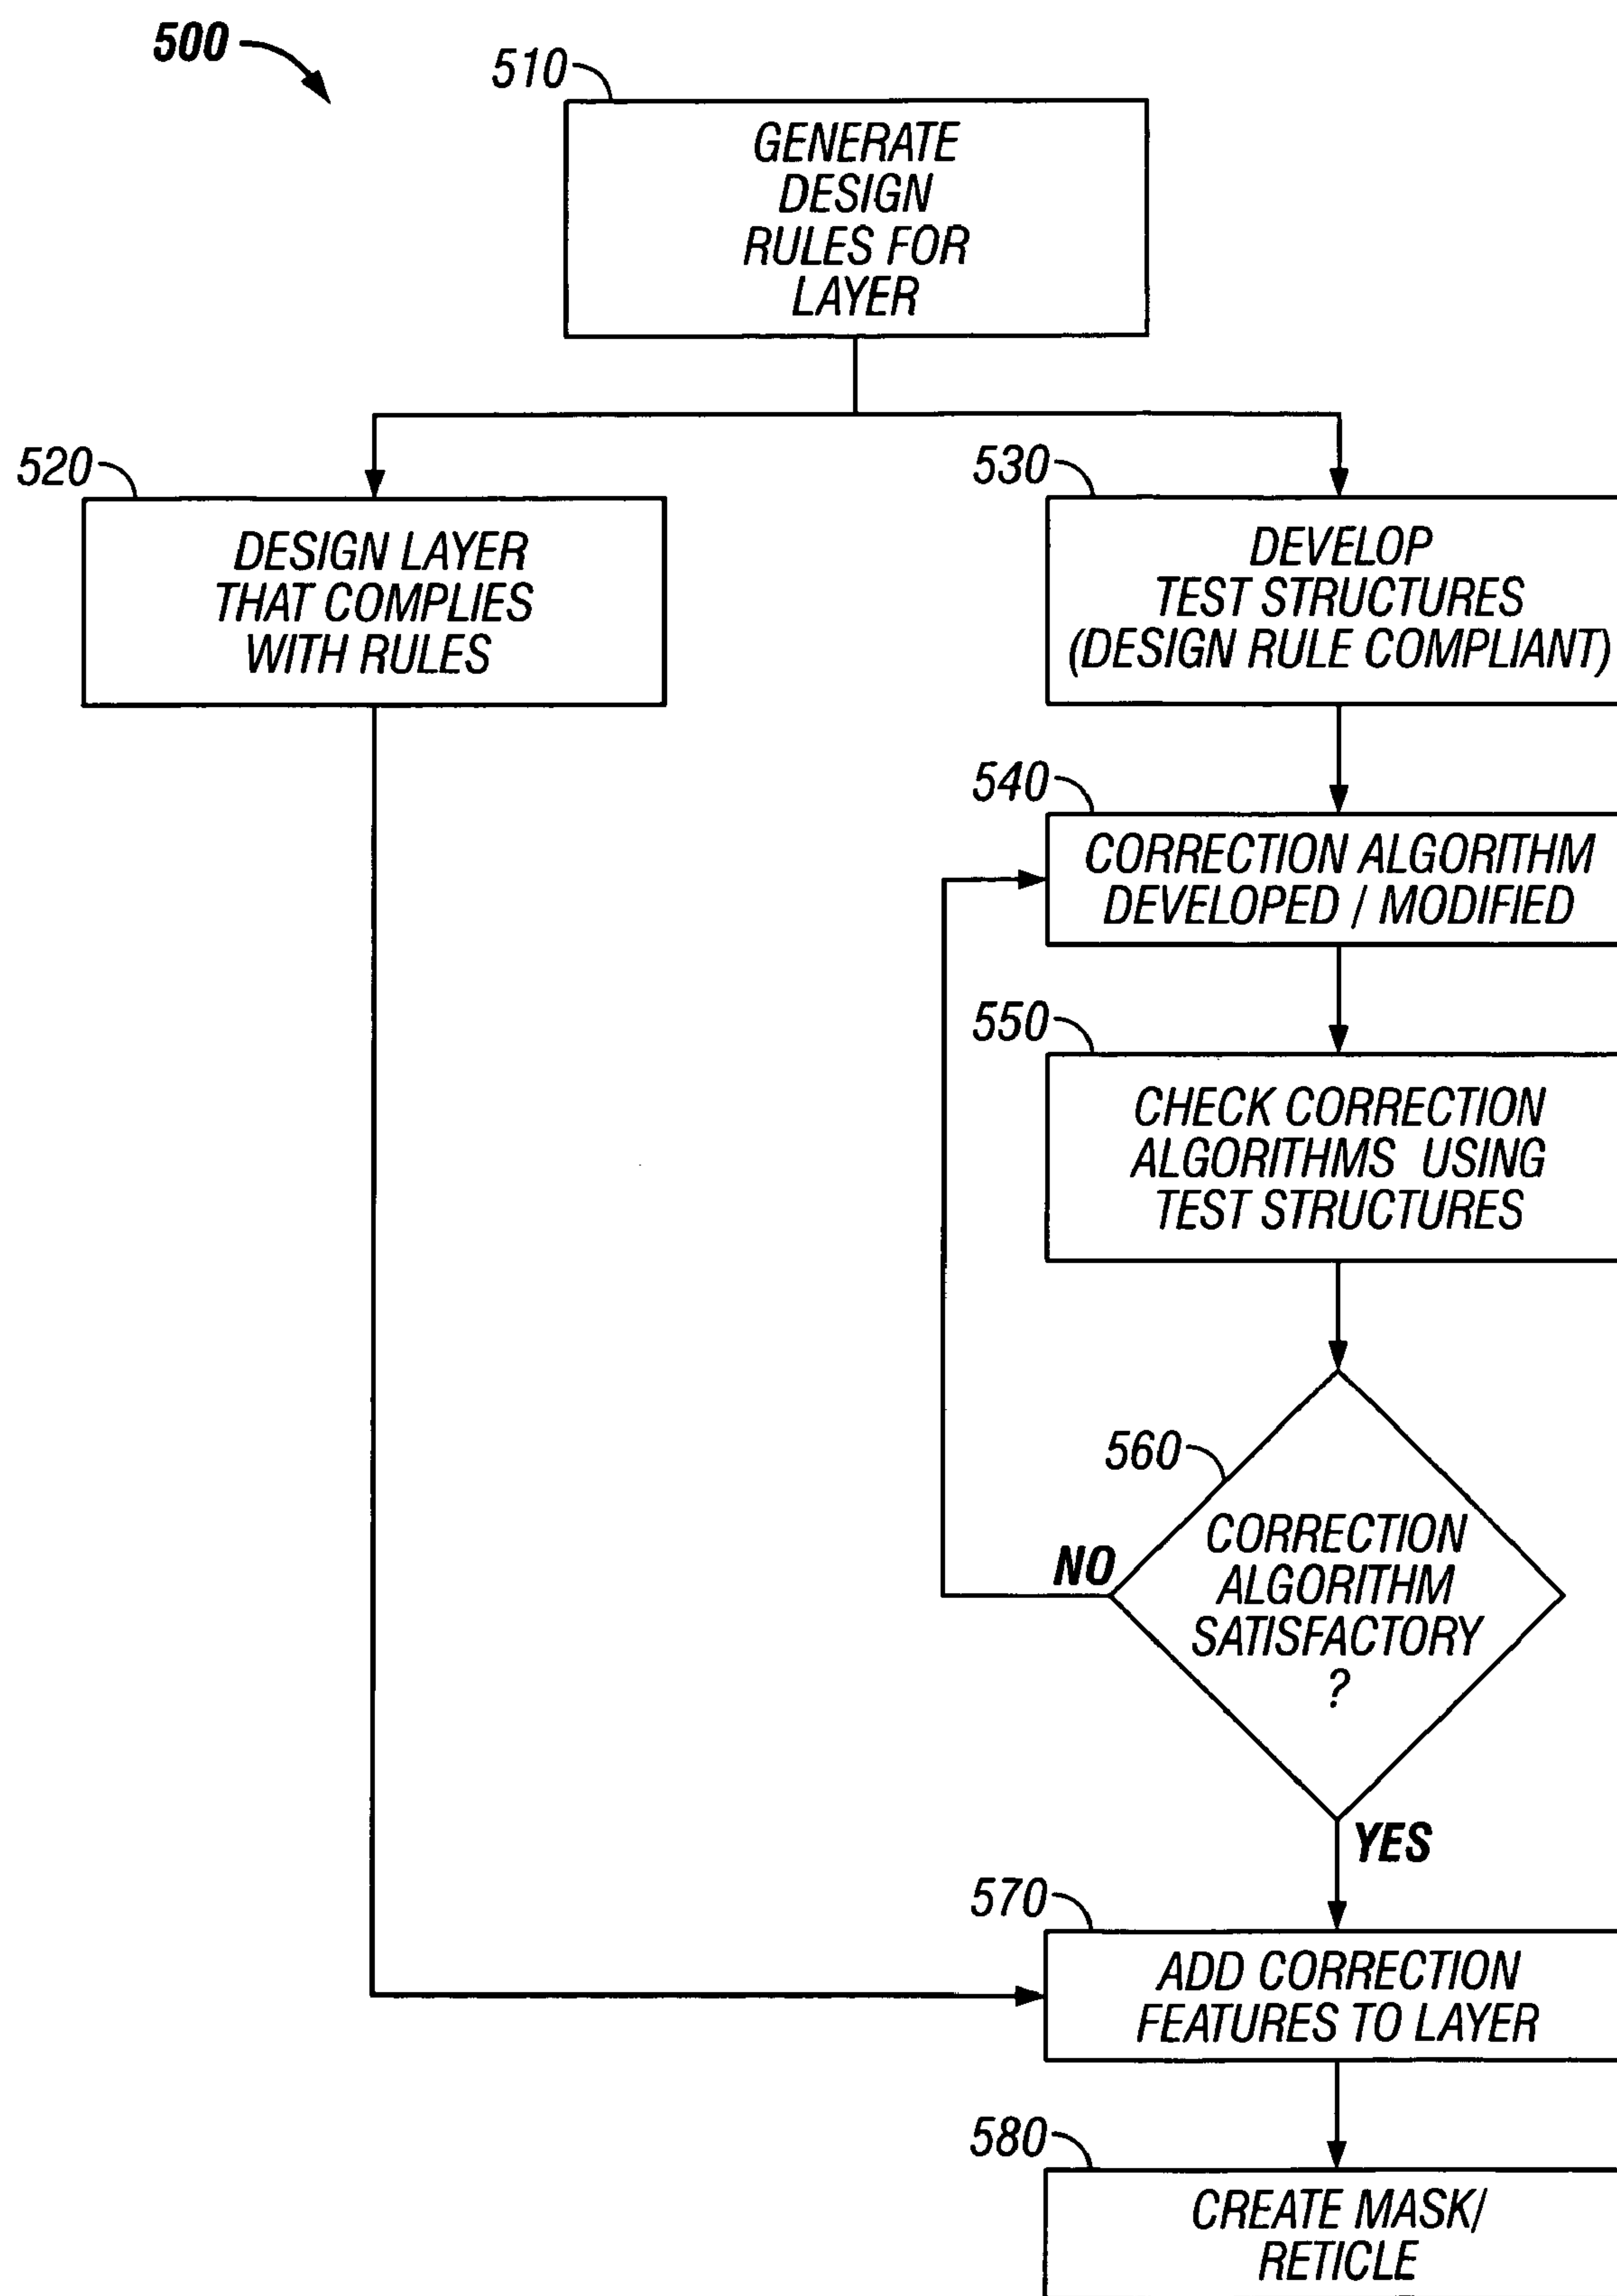 500
510
GENERATE
DESIGN
RULES FOR
LAYER
520
DESIGN LAYER
THAT COMPLIES
WITH RULES
530
DEVELOP
TEST STRUCTURES
(DESIGN RULE COMPLIANT)
540
CORRECTION ALGORITHM
DEVELOPED / MODIFIED
550
CHECK CORRECTION
ALGORITHMS USING
TEST STRUCTURES
560
CORRECTION
ALGORITHM
SATISFACTORY
?
NO
YES
570
ADD CORRECTION
FEATURES TO LAYER
580
CREATE MASK/
RETICLE